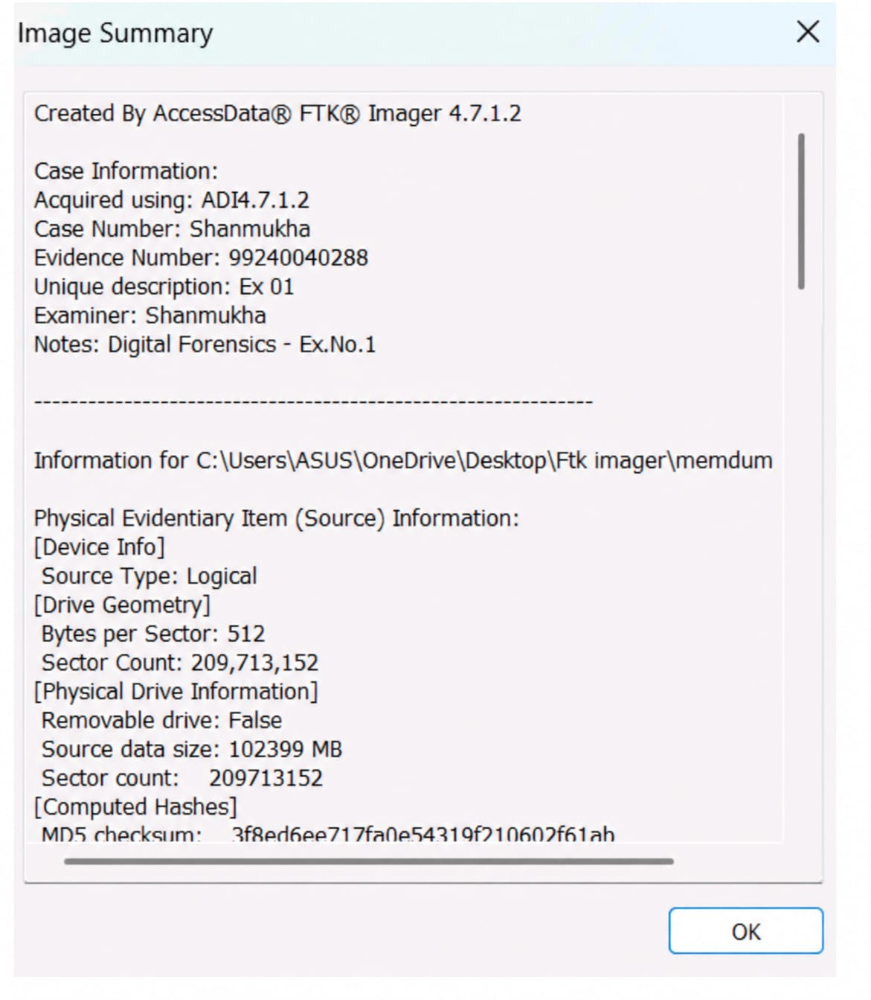 Image Summary
Created By AccessData® FTK® Imager 4.7.1.2
Case Information:
Acquired using: ADI4.7.1.2
Case Number: Shanmukha
Evidence Number: 99240040288
Unique description: Ex 01
Examiner: Shanmukha
Notes: Digital Forensics - Ex.No.1
--------------------------------------------------------------
Information for C:\Users\ASUS\OneDrive\Desktop\Ftk imager\memdum
Physical Evidentiary Item (Source) Information:
[Device Info]
Source Type: Logical
[Drive Geometry]
Bytes per Sector: 512
Sector Count: 209,713,152
[Physical Drive Information]
Removable drive: False
Source data size: 102399 MB
Sector count: 209713152
[Computed Hashes]
MD5 checksum: 3f8ed6ee717fa0e54319f210602f61ab
OK